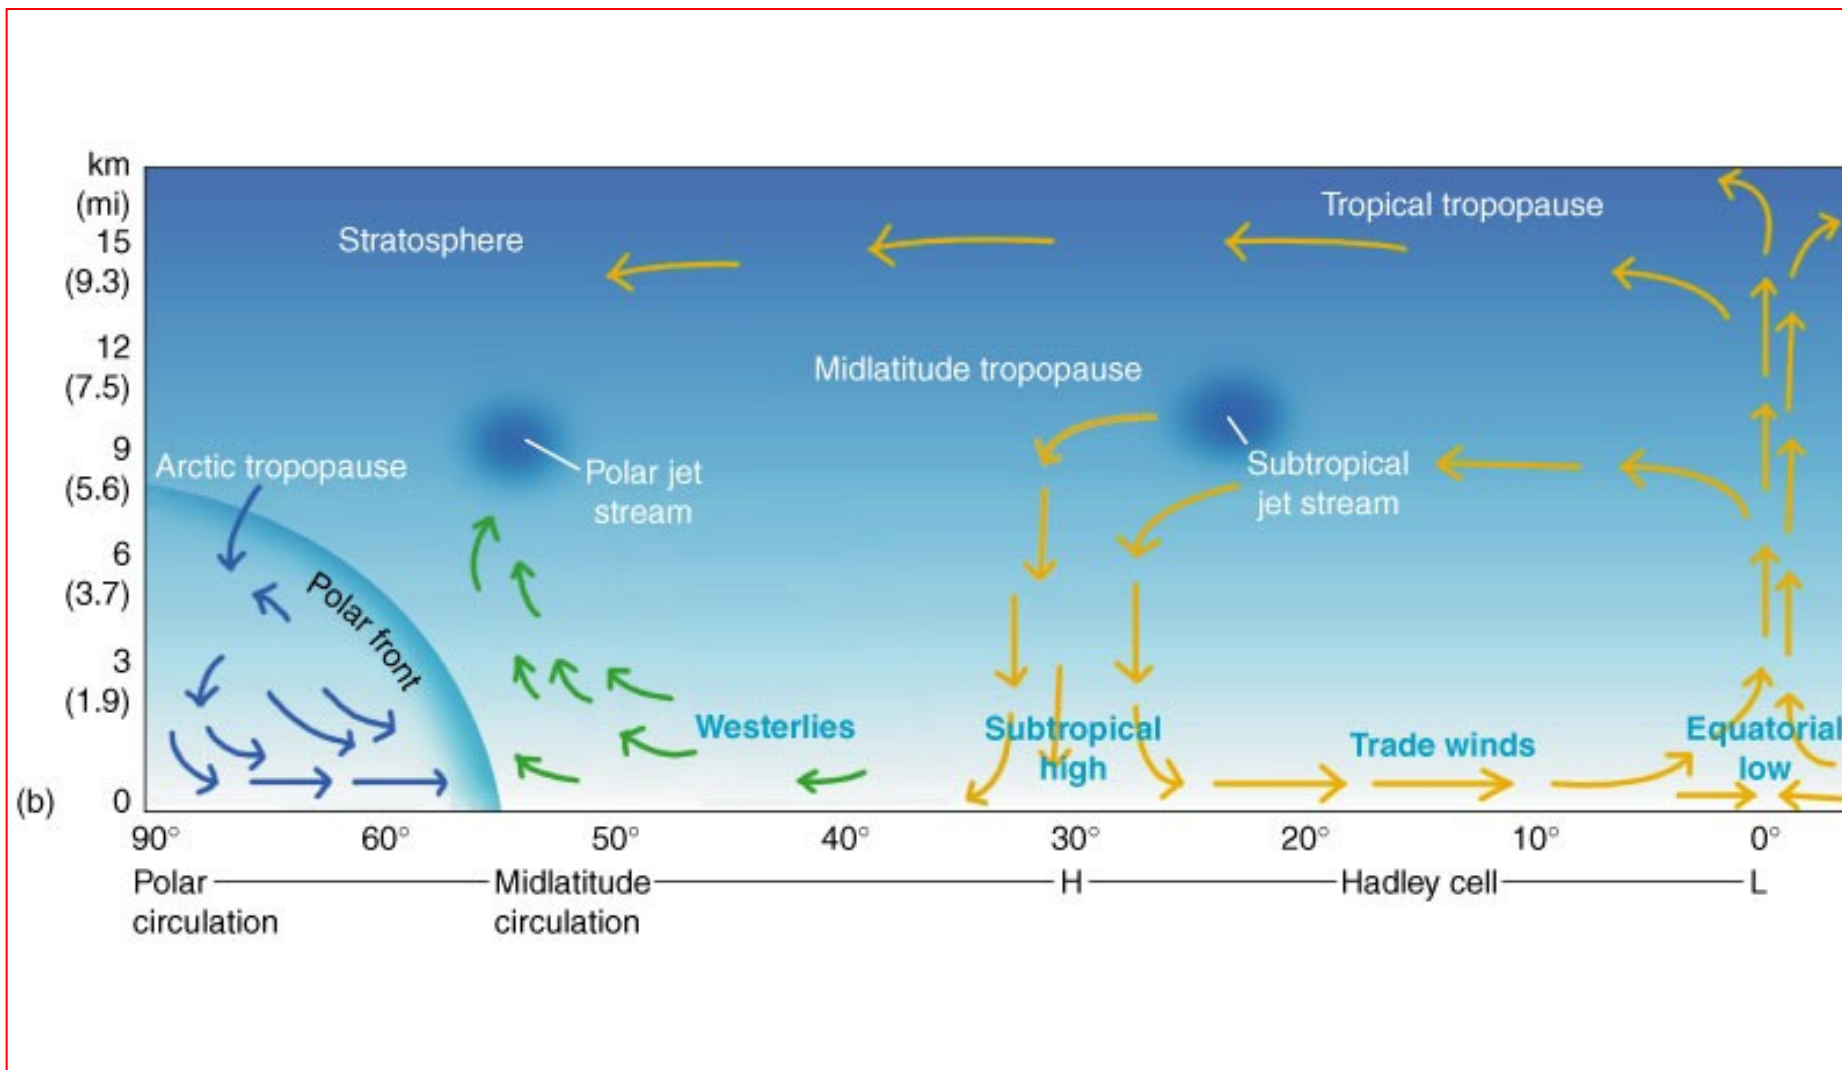 km
(mi)
15
(9.3)
12
(7.5)
9
(5.6)
6
(3.7)
3
(1.9)
0
(b)
Stratosphere
Tropical tropopause
Midlatitude tropopause
Arctic tropopause
Polar jet
stream
Subtropical
jet stream
Polar front
Westerlies
Subtropical
high
Trade winds
Equatorial
low
90° 60° 50° 40° 30° 20° 10° 0°
Polar
circulation
Midlatitude
circulation
H
Hadley cell
L